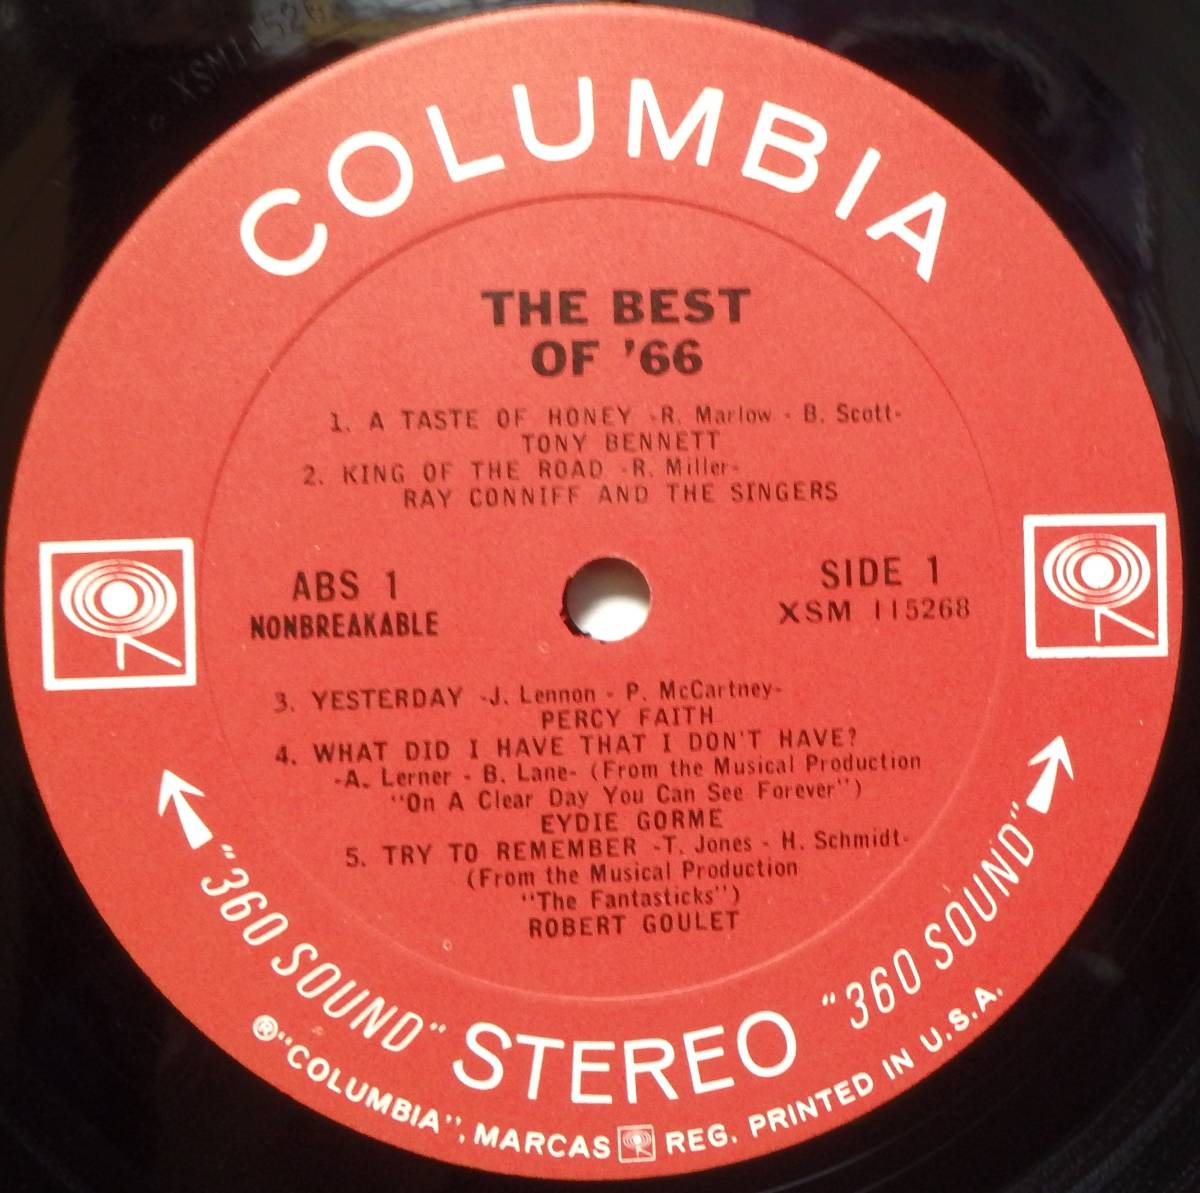 XSM11526
COLUMBIA
THE BEST
OF '66
1. A TASTE OF HONEY -R. Marlow - B. Scott-
TONY BENNETT
2. KING OF THE ROAD -R. Miller-
RAY CONNIFF AND THE SINGERS
ABS 1
NONBREAKABLE
SIDE 1
XSM 115268
3. YESTERDAY -J. Lennon - P. McCartney-
PERCY FAITH
4. WHAT DID I HAVE THAT I DON'T HAVE?
-A. Lerner - B. Lane- (From the Musical Production
"On A Clear Day You Can See Forever")
EYDIE GORME
5. TRY TO REMEMBER -T. Jones - H. Schmidt-
(From the Musical Production
"The Fantasticks")
ROBERT GOULET
"360 SOUND" STEREO "360 SOUND"
® "COLUMBIA", MARCAS REG. PRINTED IN U.S.A.